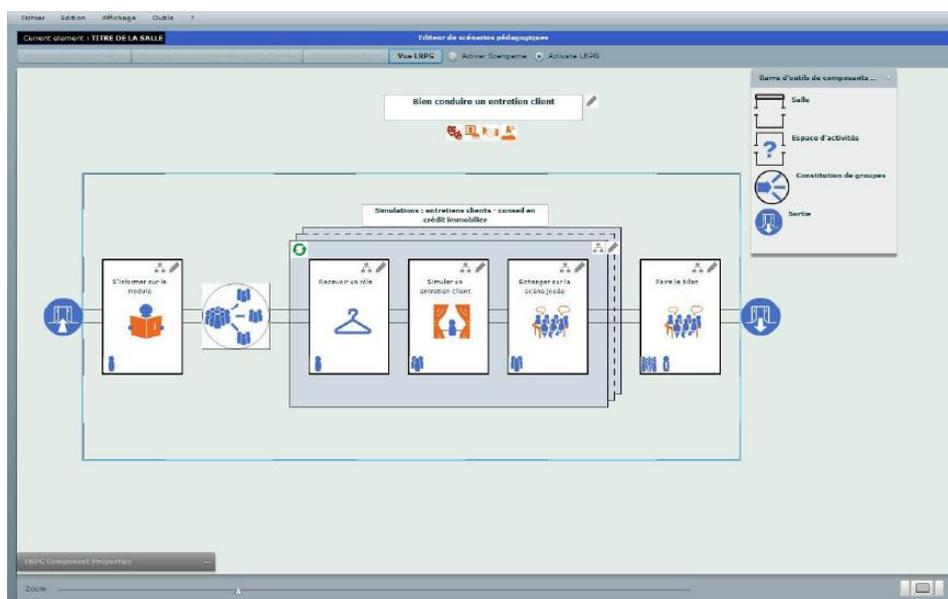 Fichier Edition Affichage Outils ?
Current element : TITRE DE LA SALLE
Editeur de scénarios pédagogiques
Vue LRPG Activer Scengame Activate LRPG
Bien conduire un entretien client
Barre d'outils de composants ...
Salle
Espace d'activités
?
Constitution de groupes
Sortie
Simulations : entretiens clients - conseil en
crédit immobilier
S'informer sur le
module
Recevoir un rôle
Simuler un
entretien client
Echanger sur la
scène jouée
Faire le bilan
LRPG Component Properties
Zoom